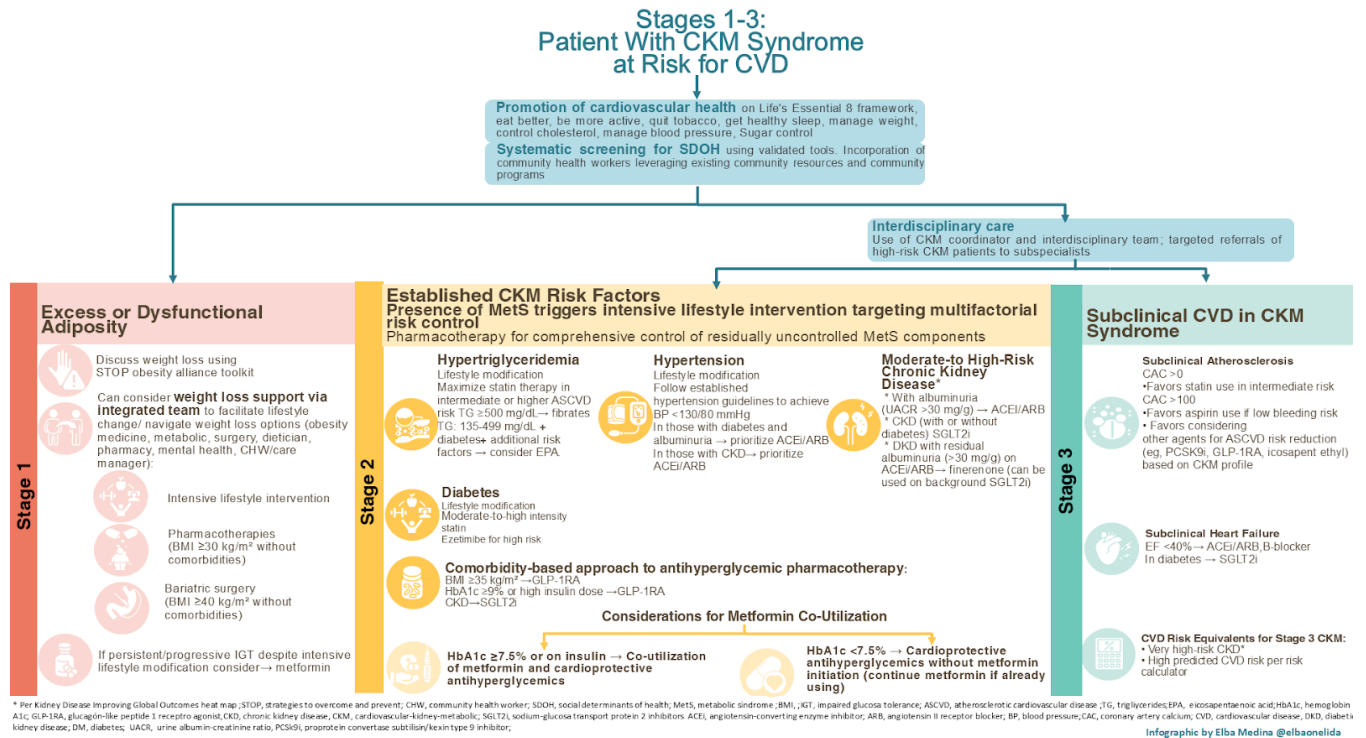 Stages 1-3:
Patient With CKM Syndrome
at Risk for CVD
Promotion of cardiovascular health on Life's Essential 8 framework,
eat better, be more active, quit tobacco, get healthy sleep, manage weight,
control cholesterol, manage blood pressure, Sugar control
Systematic screening for SDOH using validated tools. Incorporation of
community health workers leveraging existing community resources and community
programs
Interdisciplinary care
Use of CKM coordinator and interdisciplinary team; targeted referrals of
high-risk CKM patients to subspecialists
Stage 1
Excess or Dysfunctional
Adiposity
Discuss weight loss using
STOP obesity alliance toolkit
Can consider weight loss support via
integrated team to facilitate lifestyle
change/ navigate weight loss options (obesity
medicine, metabolic, surgery, dietician,
pharmacy, mental health, CHW/care
manager):
Intensive lifestyle intervention
Pharmacotherapies
(BMI ≥30 kg/m² without
comorbidities)
Bariatric surgery
(BMI ≥40 kg/m² without
comorbidities)
If persistent/progressive IGT despite intensive
lifestyle modification consider→ metformin
Stage 2
Established CKM Risk Factors
Presence of MetS triggers intensive lifestyle intervention targeting multifactorial
risk control
Pharmacotherapy for comprehensive control of residually uncontrolled MetS components
Hypertriglyceridemia
Lifestyle modification
Maximize statin therapy in
intermediate or higher ASCVD
risk TG ≥500 mg/dL→ fibrates
TG: 135-499 mg/dL +
diabetes+ additional risk
factors → consider EPA
Hypertension
Lifestyle modification
Follow established
hypertension guidelines to achieve
BP <130/80 mmHg
In those with diabetes and
albuminuria → prioritize ACEi/ARB
In those with CKD→ prioritize
ACEi/ARB
Moderate-to High-Risk
Chronic Kidney
Disease*
* With albuminuria
(UACR >30 mg/g) → ACEi/ARB
* CKD (with or without
diabetes) SGLT2i
* DKD with residual
albuminuria (>30 mg/g) on
ACEi/ARB→ finerenone (can be
used on background SGLT2i)
Diabetes
Lifestyle modification
Moderate-to-high intensity
statin
Ezetimibe for high risk
Comorbidity-based approach to antihyperglycemic pharmacotherapy:
BMI ≥35 kg/m² →GLP-1RA
HbA1c ≥9% or high insulin dose →GLP-1RA
CKD→SGLT2i
Considerations for Metformin Co-Utilization
HbA1c ≥7.5% or on insulin → Co-utilization
of metformin and cardioprotective
antihyperglycemics
HbA1c <7.5% → Cardioprotective
antihyperglycemics without metformin
initiation (continue metformin if already
using)
Stage 3
Subclinical CVD in CKM
Syndrome
Subclinical Atherosclerosis
CAC >0
•Favors statin use in intermediate risk
CAC >100
•Favors aspirin use if low bleeding risk
• Favors considering
other agents for ASCVD risk reduction
(eg, PCSK9i, GLP-1RA, icosapent ethyl)
based on CKM profile
Subclinical Heart Failure
EF <40%→ ACEi/ARB,B-blocker
In diabetes → SGLT2i
CVD Risk Equivalents for Stage 3 CKM:
• Very high-risk CKD*
• High predicted CVD risk per risk
calculator
* Per Kidney Disease Improving Global Outcomes heat map ;STOP, strategies to overcome and prevent; CHW, community health worker; SDOH, social determinants of health; MetS, metabolic sindrome ;BMI, ;IGT, impaired glucosa tolerance; ASCVD, atherosclerotic cardiovascular disease ;TG, trigliycerides;EPA, eicosapentaenoic acid;HbA1c, hemoglobin
A1c; GLP-1RA, glucagón-like peptide 1 receptro agonist,CKD, chronic kidney disease, CKM, cardiovascular-kidney-metabolic; SGLT2i, sodium-glucosa transport protein 2 inhibitors ACEi, angiotensin-converting enzyme inhibitor; ARB, angiotensin II receptor blocker; BP, blood pressure;CAC, coronary artery calcium; CVD, cardiovascular disease, DKD, diabetic
kidney disease; DM, diabetes; UACR, urine albumin-creatinine ratio, PCSk9i, proprotein convertase subtilisin/kexin type 9 inhibitor;
Infographic by Elba Medina @elbaonelida